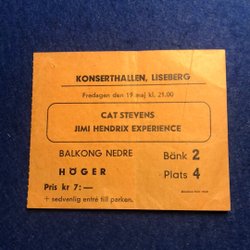 KONSERTHALLEN, LISEBERG
Fredagen den 19 maj kl. 21.00
CAT STEVENS
JIMI HENDRIX EXPERIENCE
BALKONG NEDRE
HÖGER
Bänk 2
Plats 4
Pris kr 7:—
+ sedvanlig entré till parken.